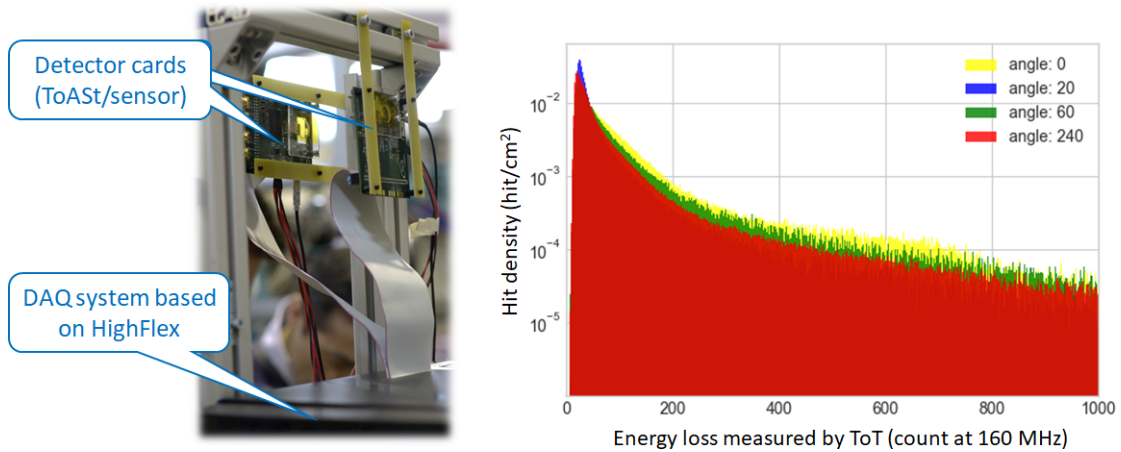 Detector cards
(ToASt/sensor)
DAQ system based
on HighFlex
Hit density (hit/cm²)
10⁻²
10⁻³
10⁻⁴
10⁻⁵
angle: 0
angle: 20
angle: 60
angle: 240
0 200 400 600 800 1000
Energy loss measured by ToT (count at 160 MHz)